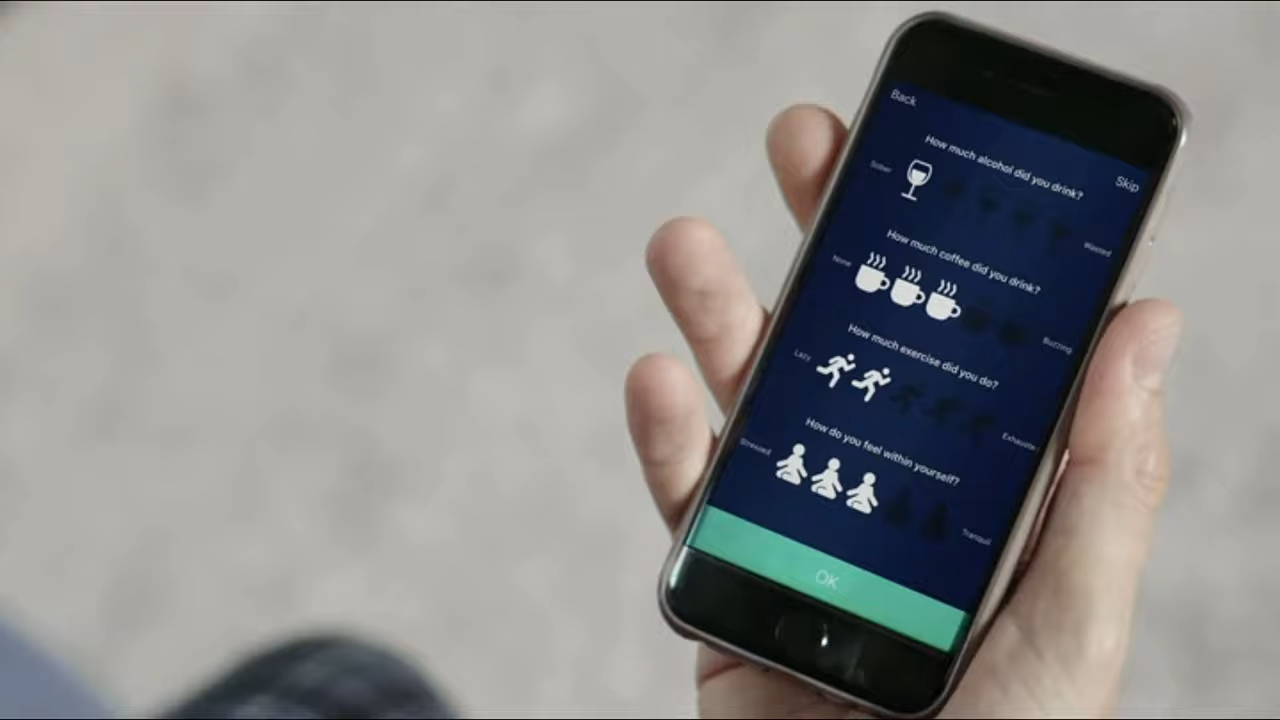 Back
Skip
How much alcohol did you drink?
Sober
Wasted
How much coffee did you drink?
None
Buzzing
How much exercise did you do?
Lazy
Exhausted
How do you feel within yourself?
Stressed
Tranquil
OK